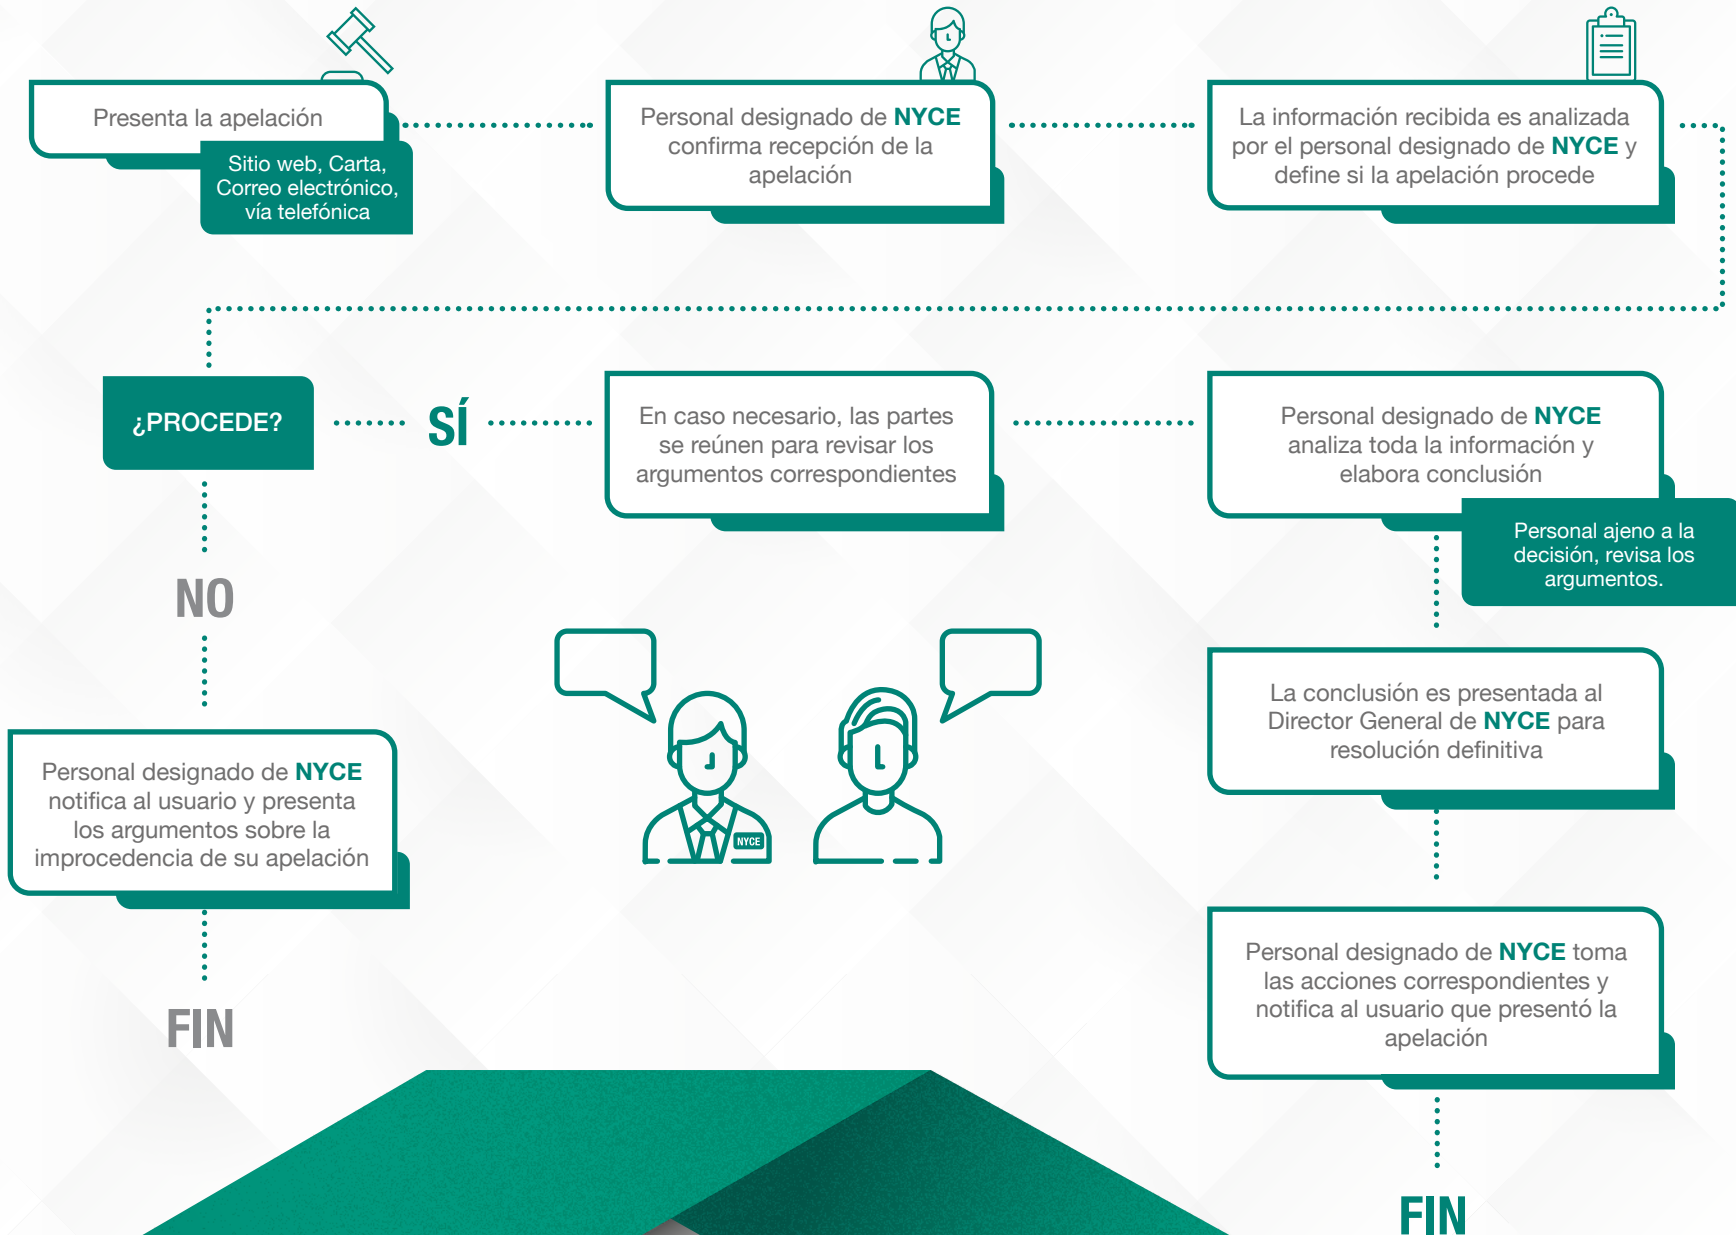 Presenta la apelación
Sitio web, Carta,
Correo electrónico,
vía telefónica
Personal designado de NYCE
confirma recepción de la
apelación
La información recibida es analizada
por el personal designado de NYCE y
define si la apelación procede
¿PROCEDE?
SÍ
En caso necesario, las partes
se reúnen para revisar los
argumentos correspondientes
Personal designado de NYCE
analiza toda la información y
elabora conclusión
Personal ajeno a la
decisión, revisa los
argumentos.
NO
Personal designado de NYCE
notifica al usuario y presenta
los argumentos sobre la
improcedencia de su apelación
FIN
NYCE
La conclusión es presentada al
Director General de NYCE para
resolución definitiva
Personal designado de NYCE toma
las acciones correspondientes y
notifica al usuario que presentó la
apelación
FIN